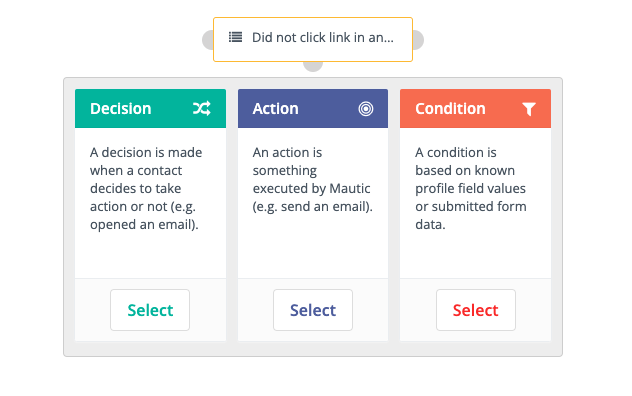 Did not click link in an...
Decision
A decision is made
when a contact
decides to take
action or not (e.g.
opened an email).
Select
Action
An action is
something
executed by Mautic
(e.g. send an email).
Select
Condition
A condition is
based on known
profile field values
or submitted form
data.
Select